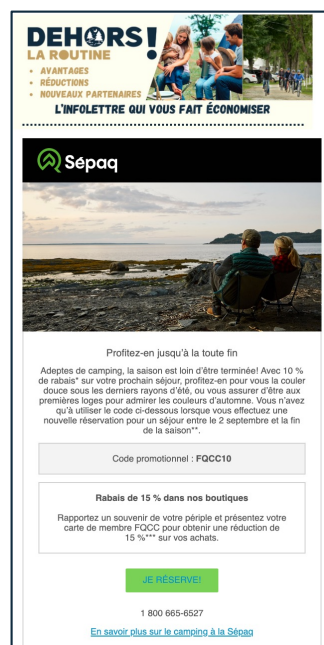 DEHORS!
LA ROUTINE
• AVANTAGES
• RÉDUCTIONS
• NOUVEAUX PARTENAIRES
L'INFOLETTRE QUI VOUS FAIT ÉCONOMISER
Sépaq
Profitez-en jusqu'à la toute fin
Adeptes de camping, la saison est loin d'être terminée! Avec 10 %
de rabais* sur votre prochain séjour, profitez-en pour vous la couler
douce sous les derniers rayons d'été, ou vous assurer d'être aux
premières loges pour admirer les couleurs d'automne. Vous n'avez
qu'à utiliser le code ci-dessous lorsque vous effectuez une
nouvelle réservation pour un séjour entre le 2 septembre et la fin
de la saison**.
Code promotionnel : FQCC10
Rabais de 15 % dans nos boutiques
Rapportez un souvenir de votre périple et présentez votre
carte de membre FQCC pour obtenir une réduction de
15 %*** sur vos achats.
JE RÉSERVE!
1 800 665-6527
En savoir plus sur le camping à la Sépaq